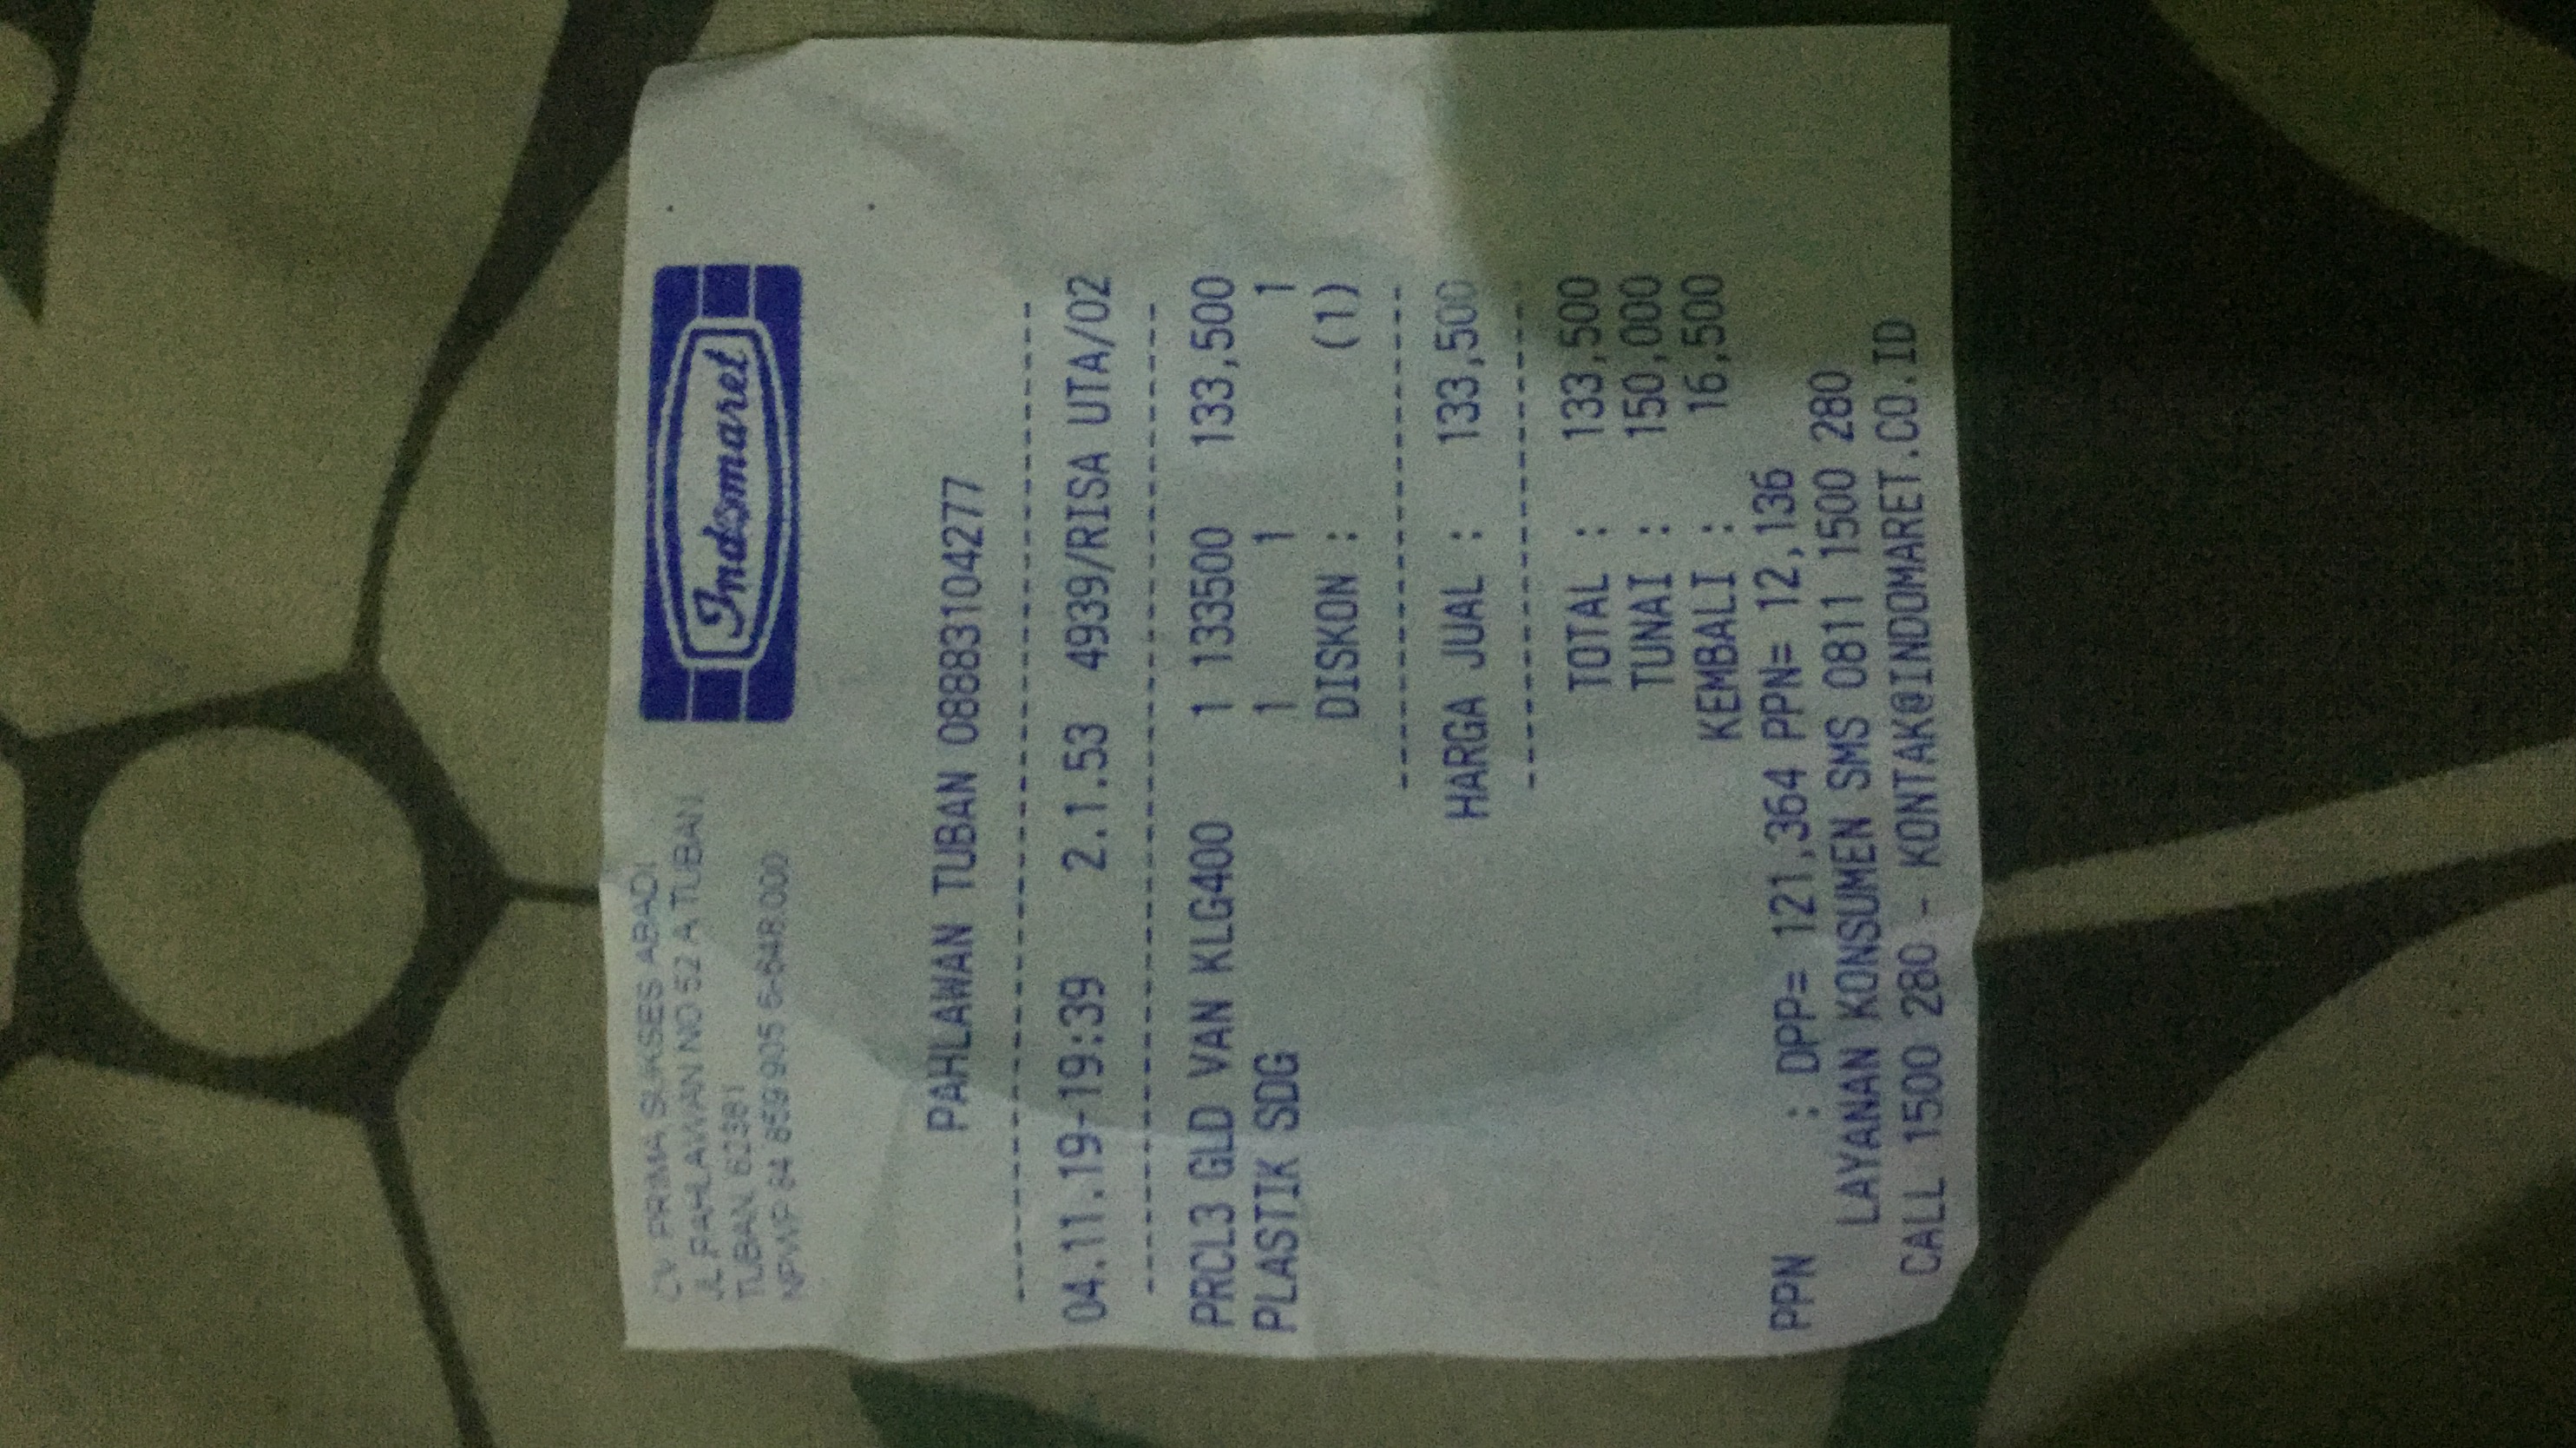 CV. PRIMA SUKSES ABADI
JL.PAHLAWAN NO 52 A TUBAN
TUBAN, 62381
NPWP 84 859 905 6-648.000
Indomaret
PAHLAWAN TUBAN 08883104277
04.11.19-19:39 2.1.53 4939/RISA UTA/02
PRCL3 GLD VAN KLG400 1 133500 133,500
PLASTIK SDG 1 1 1
DISKON : (1)
HARGA JUAL : 133,500
TOTAL : 133,500
TUNAI : 150,000
KEMBALI : 16,500
PPN : DPP= 121,364 PPN= 12,136
LAYANAN KONSUMEN SMS 0811 1500 280
CALL 1500 280 - KONTAK@INDOMARET.CO.ID